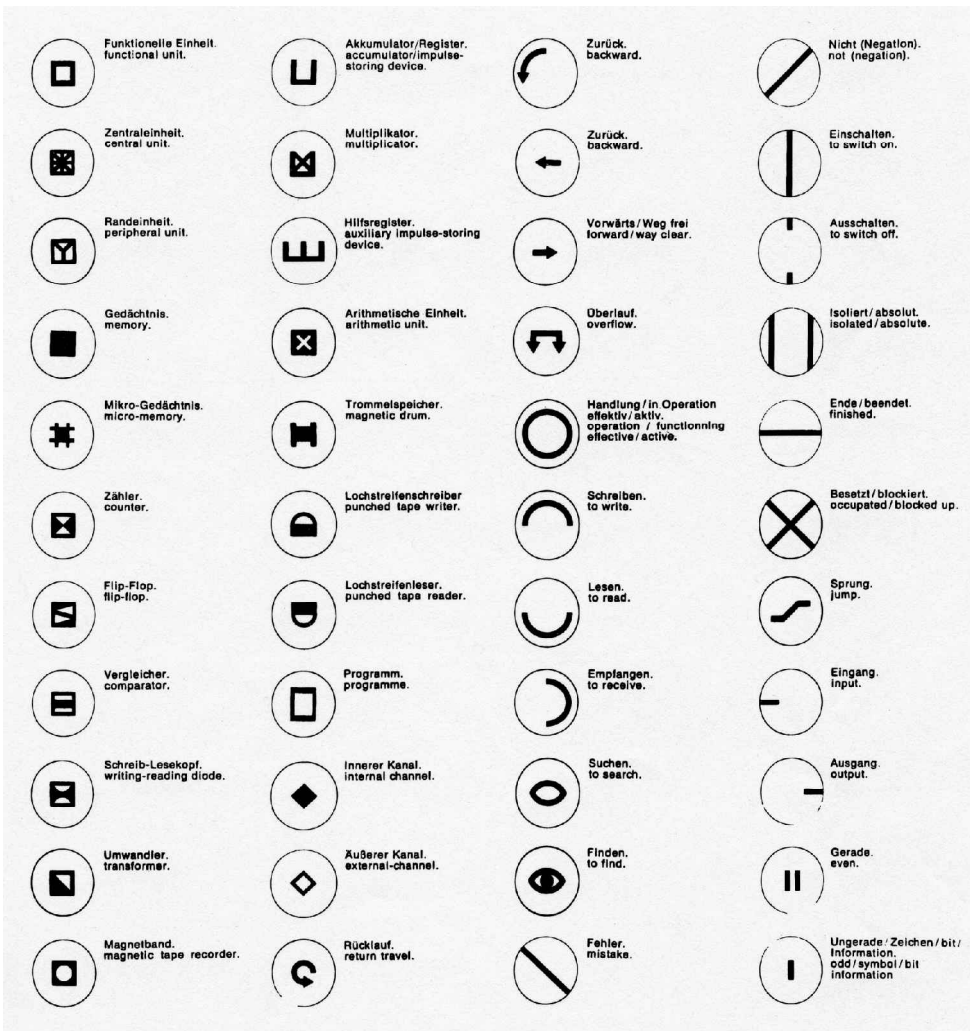 Funktionelle Einheit.
functional unit.
Zentraleinheit.
central unit.
Randeinheit.
peripheral unit.
Gedächtnis.
memory.
Mikro-Gedächtnis.
micro-memory.
Zähler.
counter.
Flip-Flop.
flip-flop.
Vergleicher.
comparator.
Schreib-Lesekopf.
writing-reading diode.
Umwandler.
transformer.
Magnetband.
magnetic tape recorder.
Akkumulator/Register.
accumulator/impulse-
storing device.
Multiplikator.
multiplicator.
Hilfsregister.
auxiliary impulse-storing
device.
Arithmetische Einheit.
arithmetic unit.
Trommelspeicher.
magnetic drum.
Lochstreifenschreiber
punched tape writer.
Lochstreifenleser.
punched tape reader.
Programm.
programme.
Innerer Kanal.
internal channel.
Äußerer Kanal.
external-channel.
Rücklauf.
return travel.
Zurück.
backward.
Zurück.
backward.
Vorwärts/Weg frei
forward/way clear.
Überlauf.
overflow.
Handlung/in Operation
effektiv/aktiv.
operation / functionning
effective/active.
Schreiben.
to write.
Lesen.
to read.
Empfangen.
to receive.
Suchen.
to search.
Finden.
to find.
Fehler.
mistake.
Nicht (Negation).
not (negation).
Einschalten.
to switch on.
Ausschalten.
to switch off.
Isoliert/absolut.
isolated/absolute.
Ende/beendet.
finished.
Besetzt/blockiert.
occupated/blocked up.
Sprung.
jump.
Eingang.
input.
Ausgang.
output.
Gerade.
even.
Ungerade/Zeichen/bit/
Information.
odd/symbol/bit
information